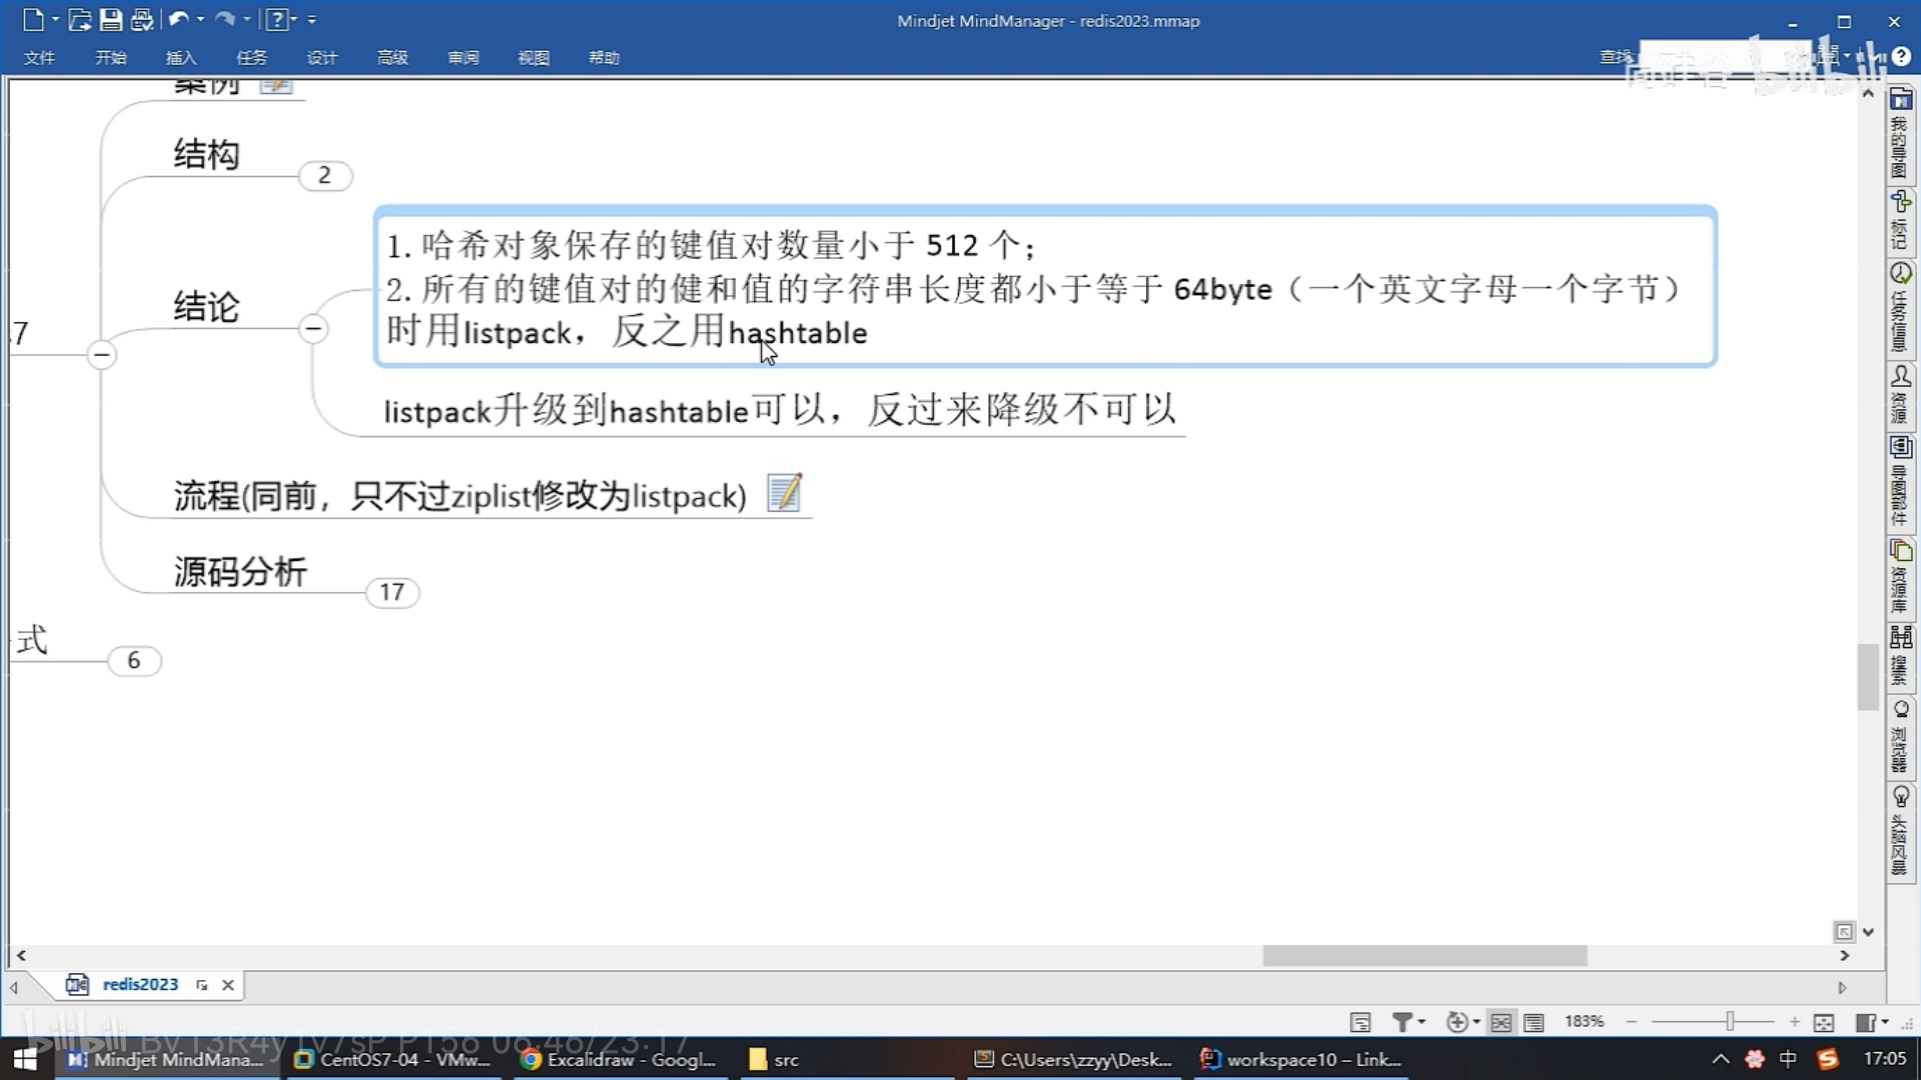 Mindjet MindManager - redis2023.mmap
文件 开始 插入 任务 设计 高级 审阅 视图 帮助
查找
bilibili
案例
结构
2
1. 哈希对象保存的键值对数量小于 512 个；
2. 所有的键值对的健和值的字符串长度都小于等于 64byte（一个英文字母一个字节）
时用listpack，反之用hashtable
结论
listpack升级到hashtable可以，反过来降级不可以
流程(同前，只不过ziplist修改为listpack)
源码分析
17
式
6
我的导图
标记
任务信息
资源
导图部件
资源库
搜索
浏览器
头脑风暴
redis2023
183%
bilibili
06:46/23:17
Mindjet MindMana...
CentOS7-04 - VMw...
Excalidraw - Googl...
src
C:\Users\zzyy\Desk...
workspace10 – Link...
中
17:05